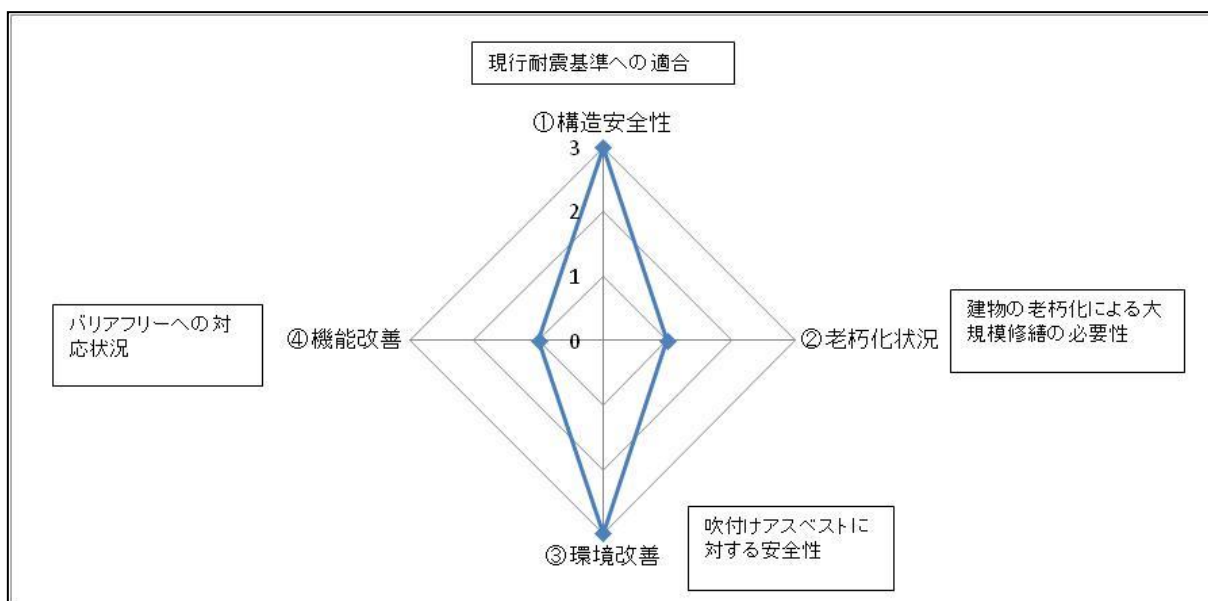 現行耐震基準への適合
①構造安全性
3
2
1
0
バリアフリーへの対
応状況
④機能改善
②老朽化状況
建物の老朽化による大
規模修繕の必要性
③環境改善
吹付けアスベストに
対する安全性